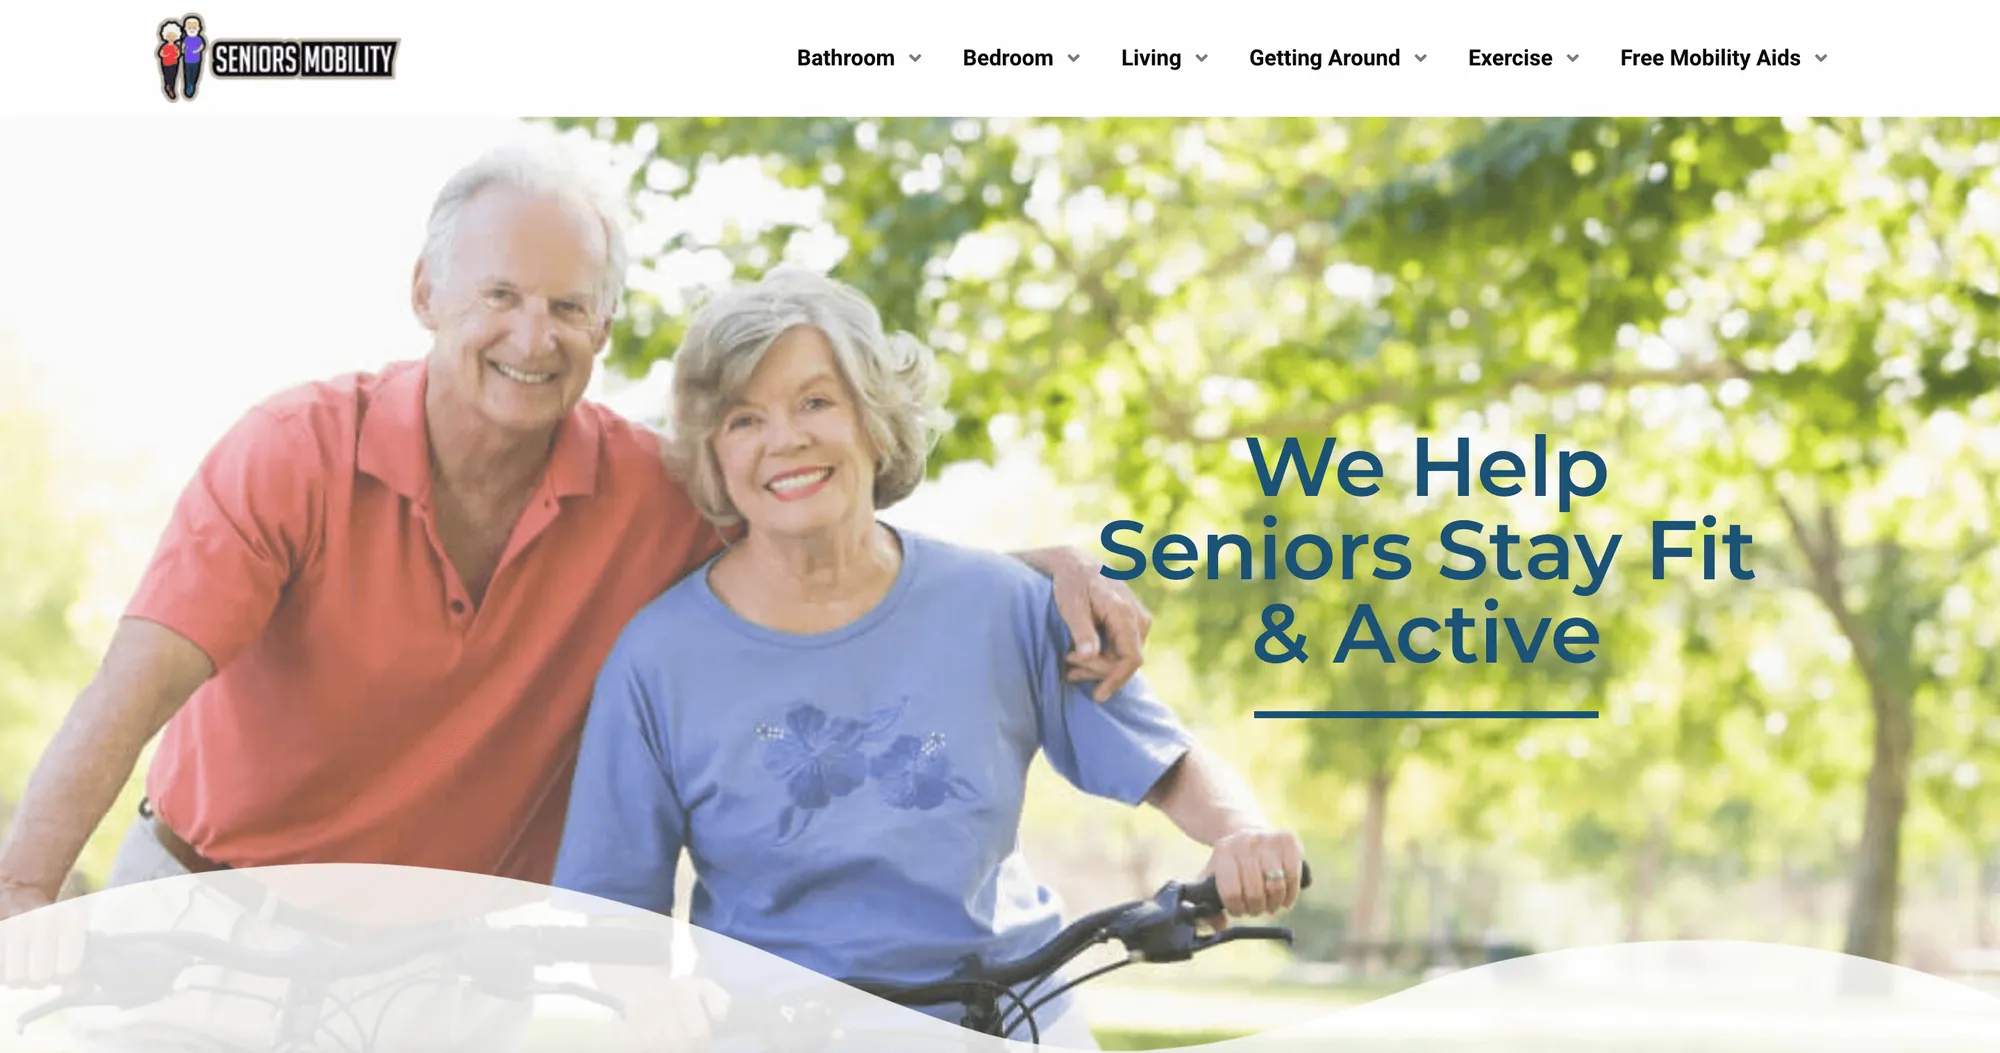 SENIORS MOBILITY
Bathroom
Bedroom
Living
Getting Around
Exercise
Free Mobility Aids
We Help
Seniors Stay Fit
& Active